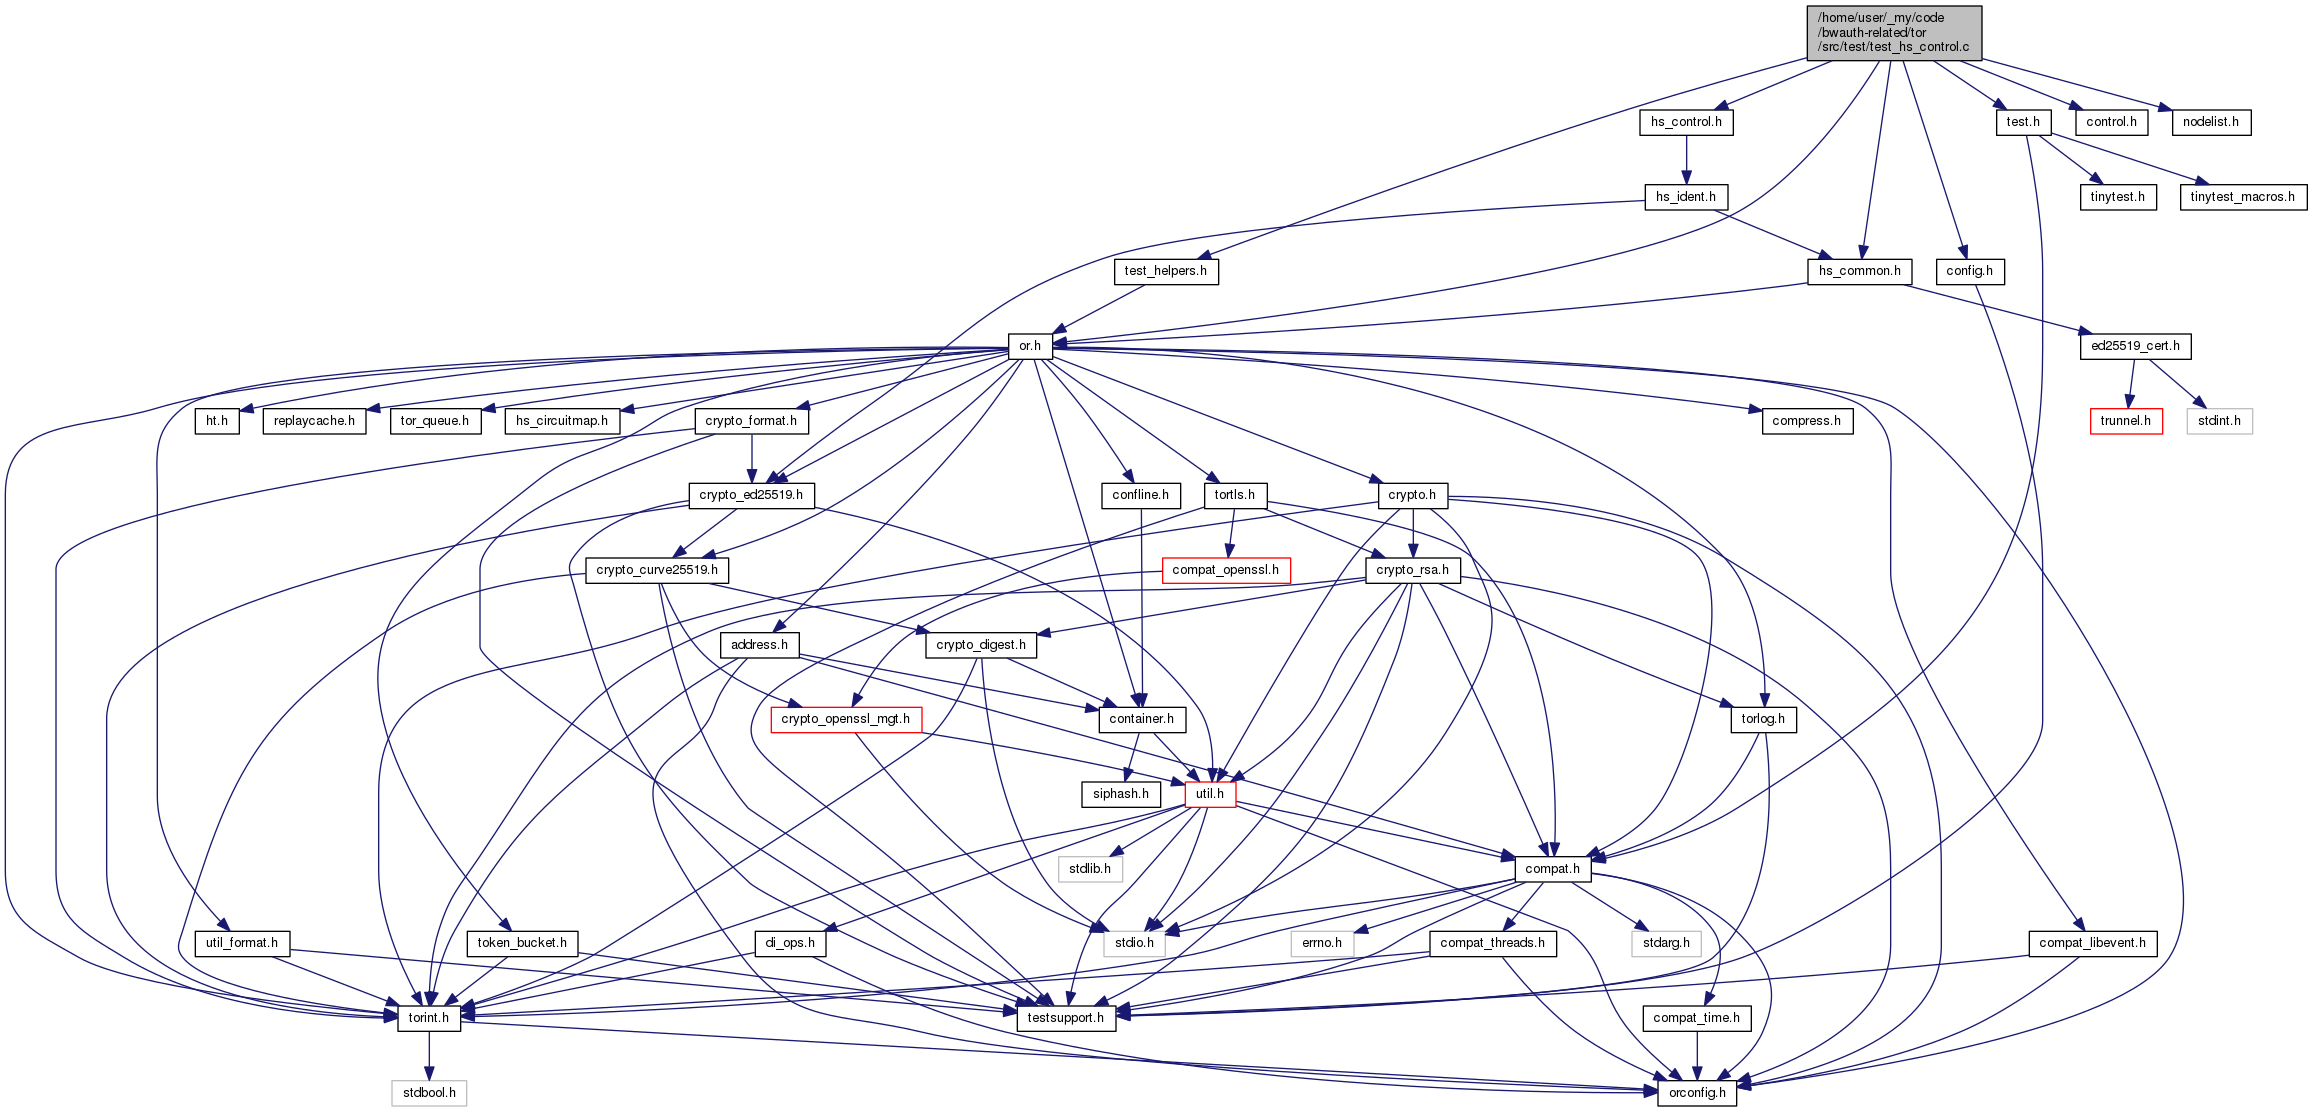 /home/user/_my/code
/bwauth-related/tor
/src/test/test_hs_control.c
hs_control.h
test.h
control.h
nodelist.h
hs_ident.h
tinytest.h
tinytest_macros.h
test_helpers.h
hs_common.h
config.h
or.h
ed25519_cert.h
ht.h
replaycache.h
tor_queue.h
hs_circuitmap.h
crypto_format.h
compress.h
trunnel.h
stdint.h
crypto_ed25519.h
confline.h
tortls.h
crypto.h
crypto_curve25519.h
compat_openssl.h
crypto_rsa.h
address.h
crypto_digest.h
crypto_openssl_mgt.h
container.h
torlog.h
siphash.h
util.h
stdlib.h
compat.h
util_format.h
token_bucket.h
di_ops.h
stdio.h
errno.h
compat_threads.h
stdarg.h
compat_libevent.h
torint.h
testsupport.h
compat_time.h
stdbool.h
orconfig.h